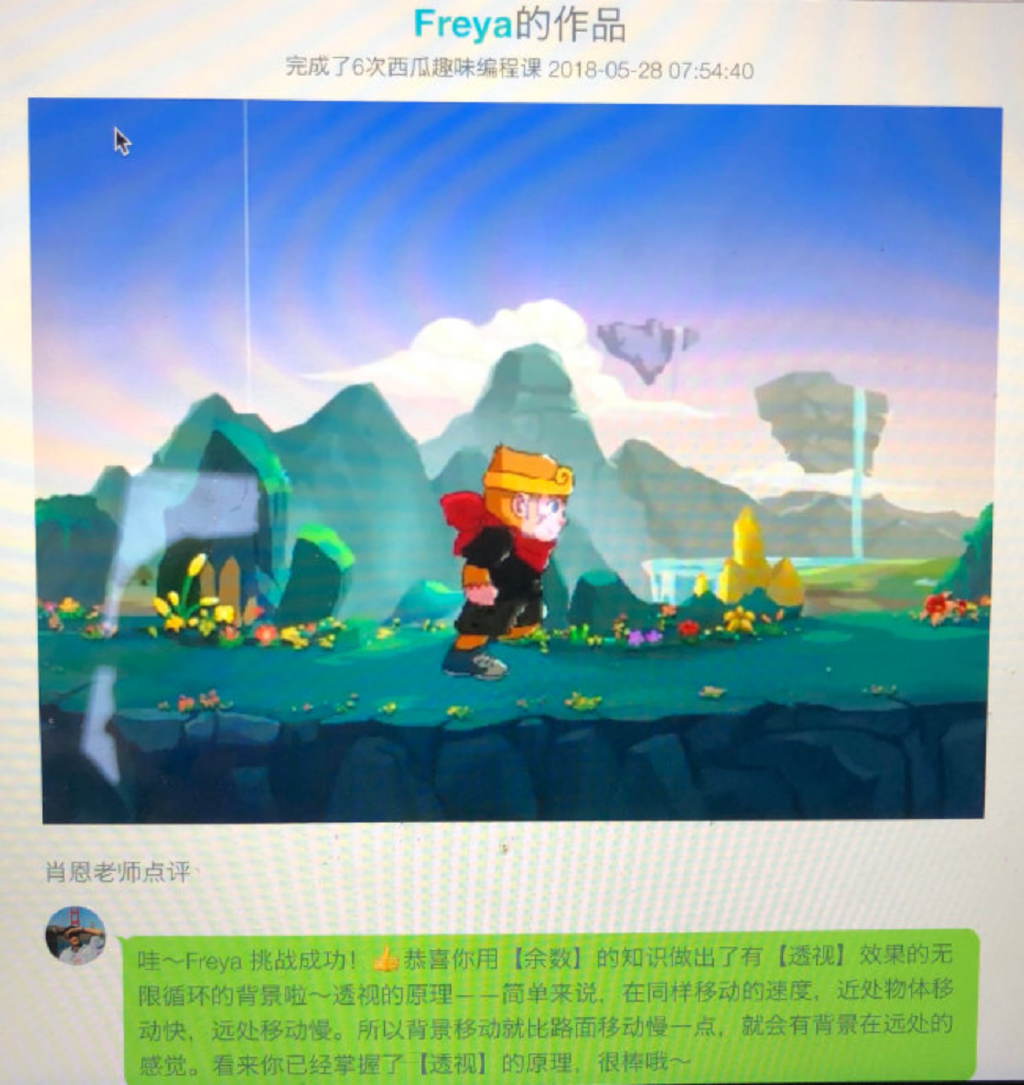 Freya的作品
完成了6次西瓜趣味编程课 2018-05-28 07:54:40
肖恩老师点评
哇～Freya 挑战成功！👍恭喜你用【余数】的知识做出了有【透视】效果的无
限循环的背景啦～透视的原理——简单来说，在同样移动的速度，近处物体移
动快，远处移动慢。所以背景移动就比路面移动慢一点，就会有背景在远处的
感觉。看来你已经掌握了【透视】的原理，很棒哦～